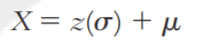 X = z(σ) + μ